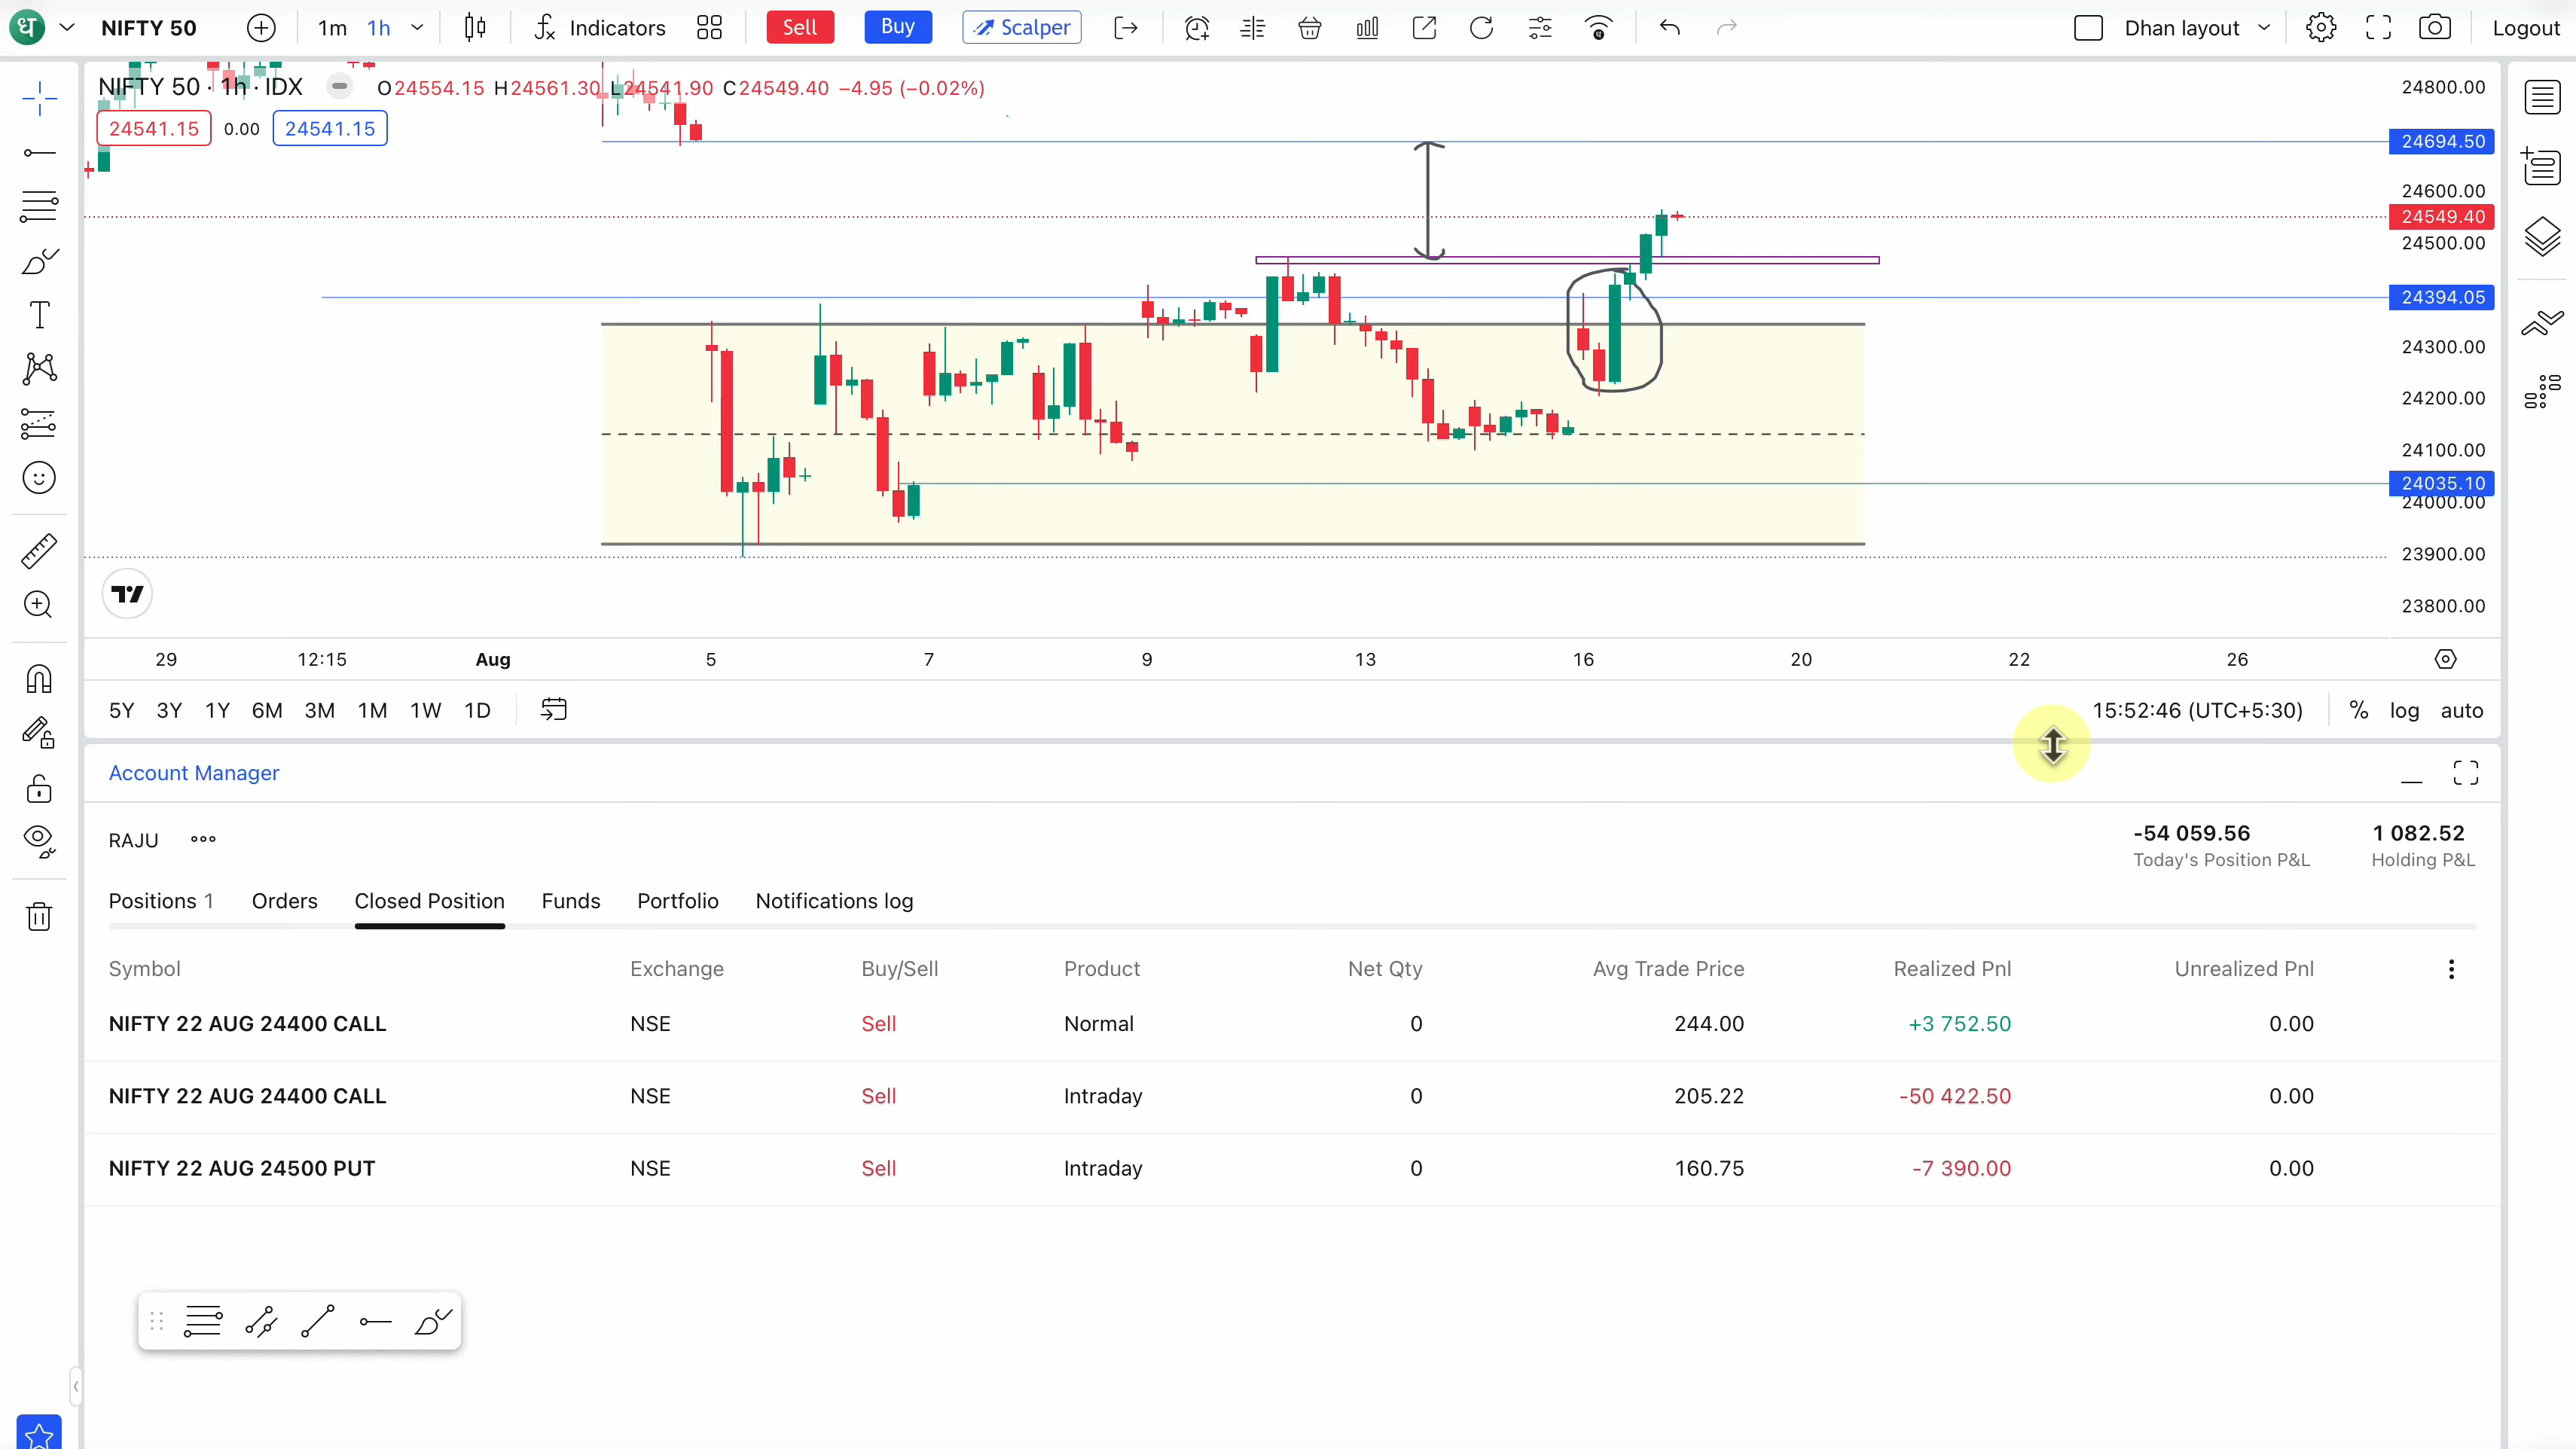 ध NIFTY 50 1m 1h Indicators Sell Buy Scalper Dhan layout Logout
NIFTY 50 · 1h · IDX O24554.15 H24561.30 L24541.90 C24549.40 −4.95 (−0.02%)
24541.15 0.00 24541.15
24800.00
24694.50
24600.00
24549.40
24500.00
24394.05
24300.00
24200.00
24100.00
24035.10
24000.00
23900.00
23800.00
29 12:15 Aug 5 7 9 13 16 20 22 26
5Y 3Y 1Y 6M 3M 1M 1W 1D 15:52:46 (UTC+5:30) % log auto
Account Manager
RAJU -54 059.56 1 082.52
Today's Position P&L Holding P&L
Positions 1 Orders Closed Position Funds Portfolio Notifications log
Symbol Exchange Buy/Sell Product Net Qty Avg Trade Price Realized Pnl Unrealized Pnl
NIFTY 22 AUG 24400 CALL NSE Sell Normal 0 244.00 +3 752.50 0.00
NIFTY 22 AUG 24400 CALL NSE Sell Intraday 0 205.22 -50 422.50 0.00
NIFTY 22 AUG 24500 PUT NSE Sell Intraday 0 160.75 -7 390.00 0.00